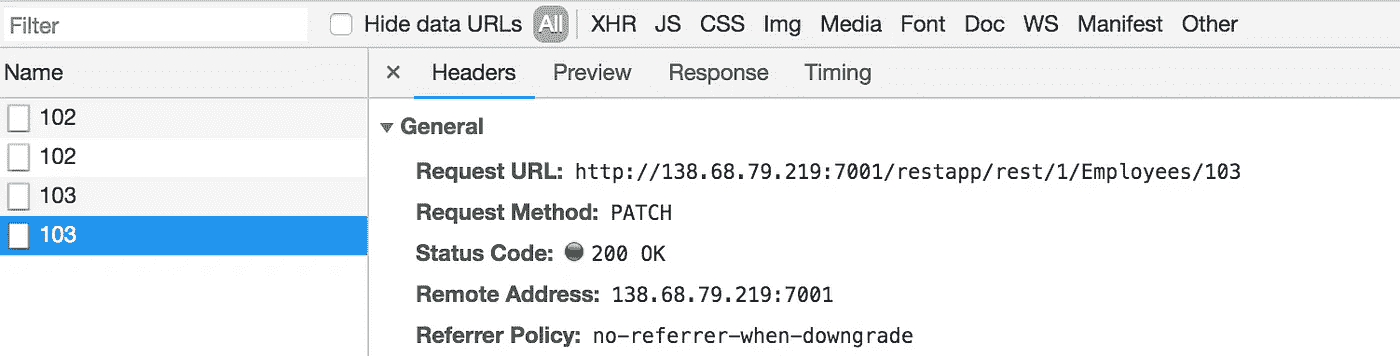 Filter Hide data URLs All XHR JS CSS Img Media Font Doc WS Manifest Other
Name × Headers Preview Response Timing
102
102
103
103
General
Request URL: http://138.68.79.219:7001/restapp/rest/1/Employees/103
Request Method: PATCH
Status Code: 200 OK
Remote Address: 138.68.79.219:7001
Referrer Policy: no-referrer-when-downgrade